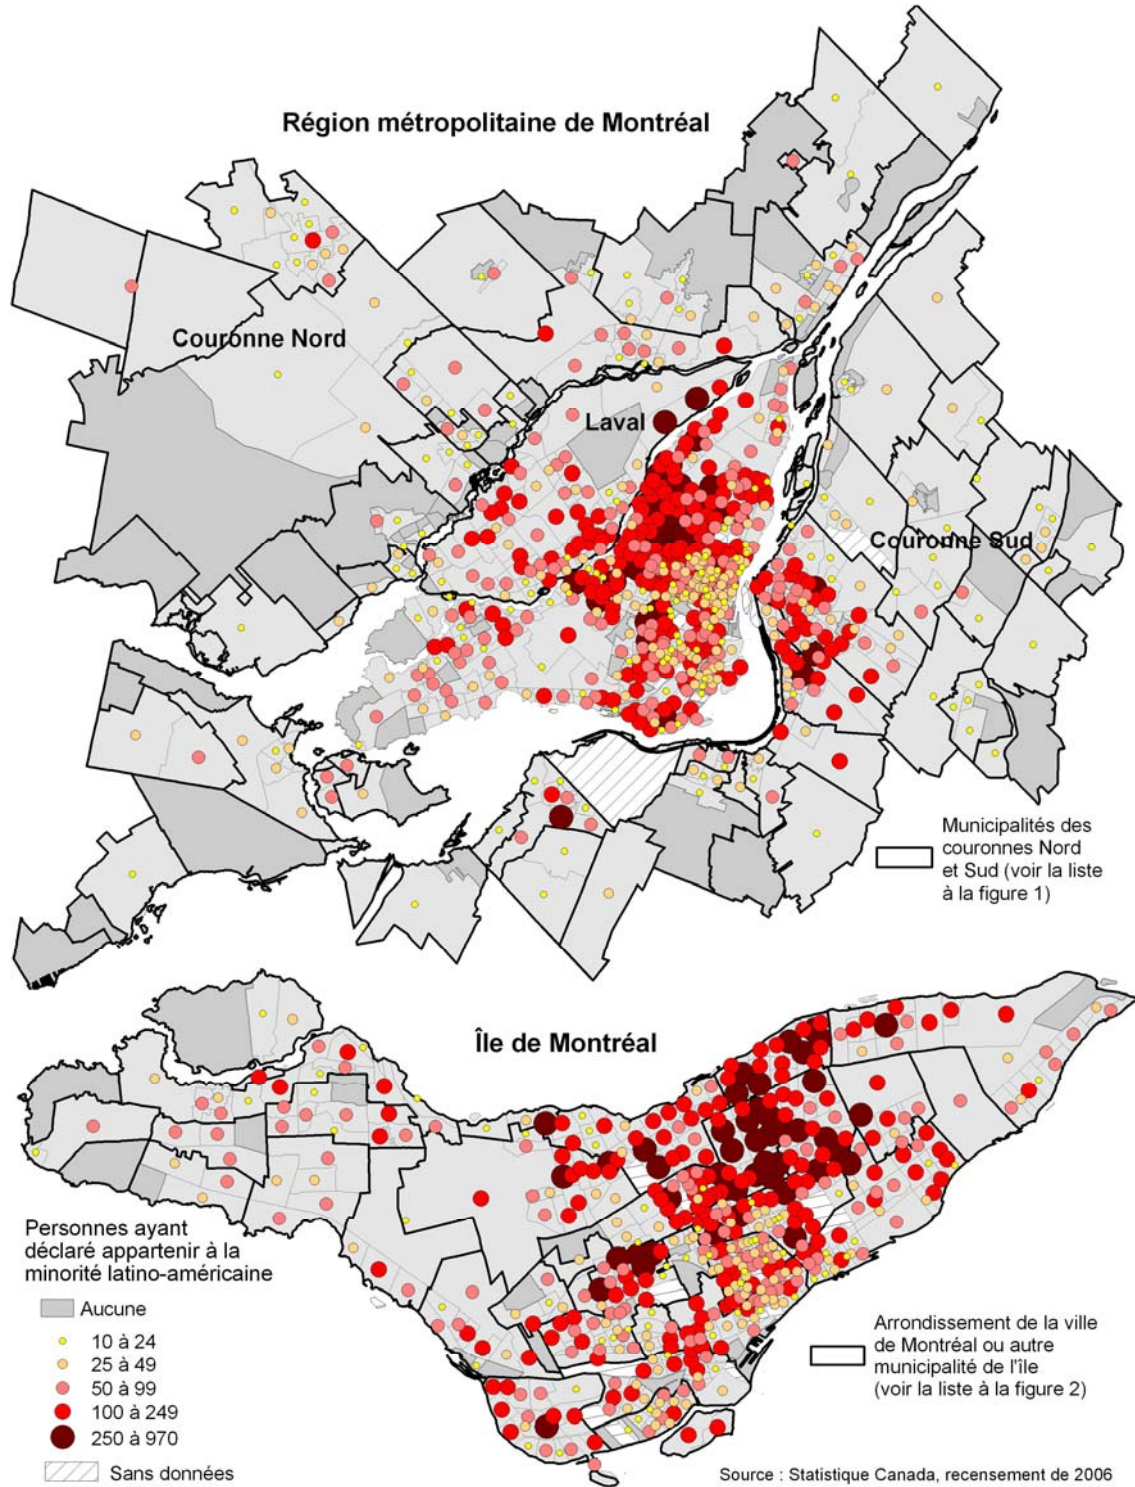 Région métropolitaine de Montréal
Couronne Nord
Laval
Couronne Sud
Municipalités des
couronnes Nord
et Sud (voir la liste
à la figure 1)
Île de Montréal
Personnes ayant
déclaré appartenir à la
minorité latino-américaine
Aucune
10 à 24
25 à 49
50 à 99
100 à 249
250 à 970
Sans données
Arrondissement de la ville
de Montréal ou autre
municipalité de l'île
(voir la liste à la figure 2)
Source : Statistique Canada, recensement de 2006